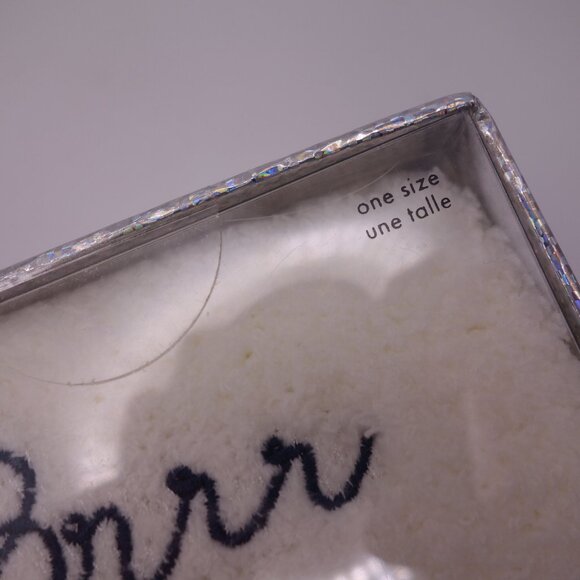 one size
une talle
Brrr